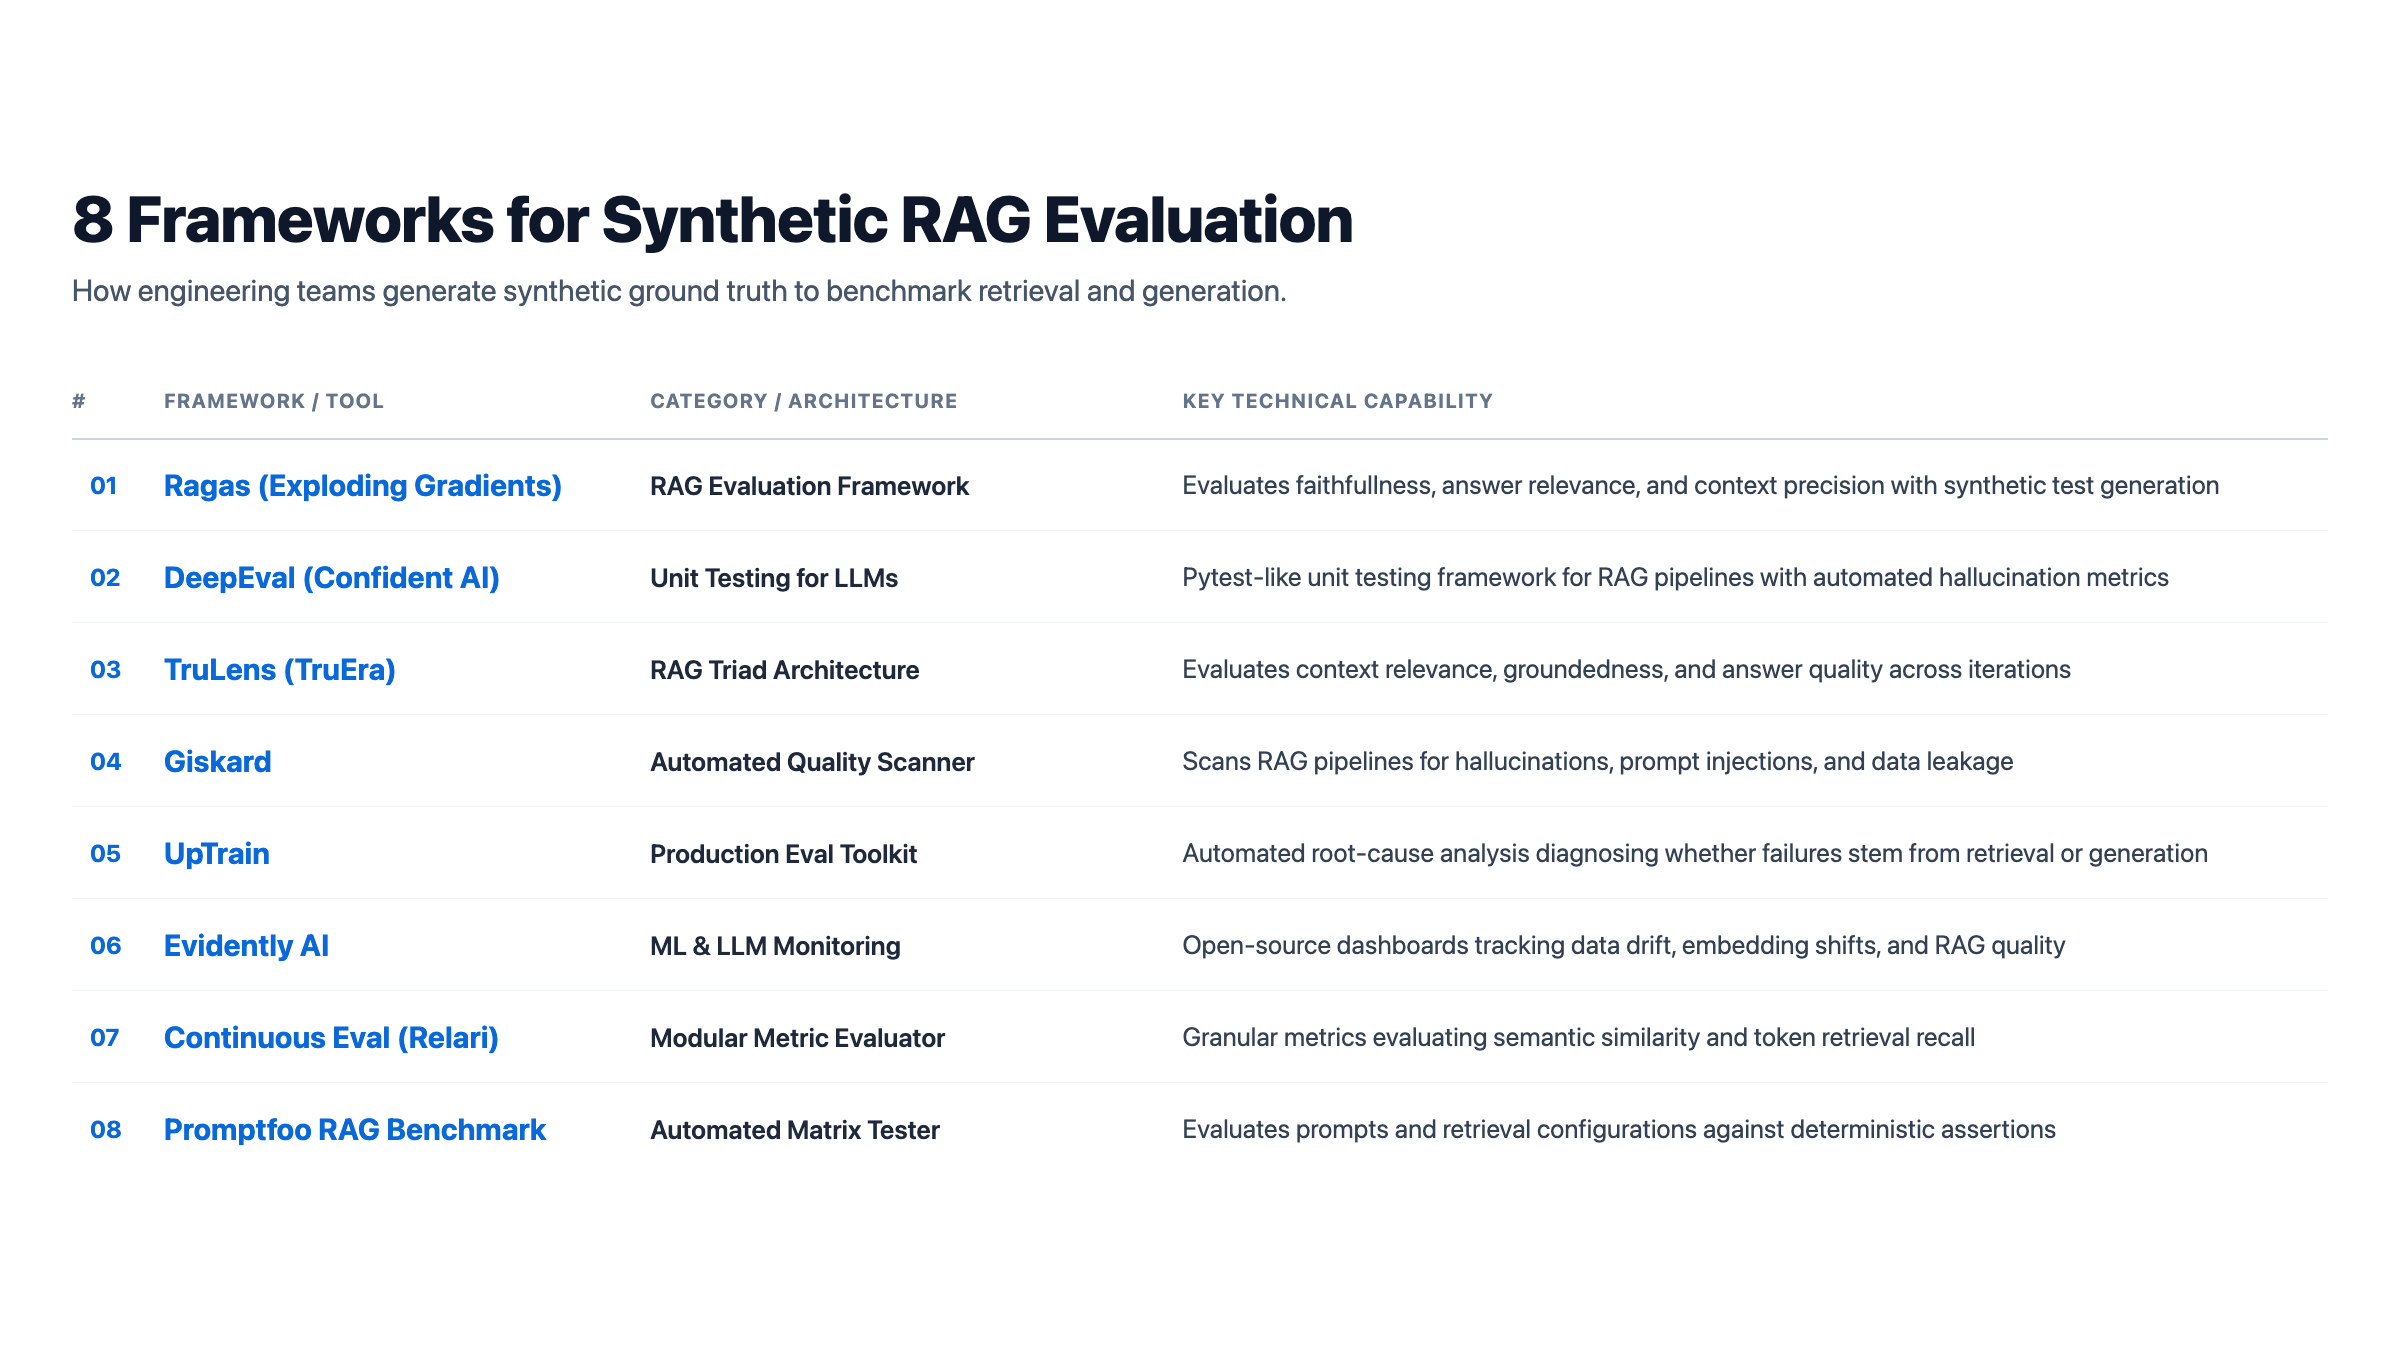 8 Frameworks for Synthetic RAG Evaluation
How engineering teams generate synthetic ground truth to benchmark retrieval and generation.
# FRAMEWORK / TOOL CATEGORY / ARCHITECTURE KEY TECHNICAL CAPABILITY
01 Ragas (Exploding Gradients) RAG Evaluation Framework Evaluates faithfullness, answer relevance, and context precision with synthetic test generation
02 DeepEval (Confident AI) Unit Testing for LLMs Pytest-like unit testing framework for RAG pipelines with automated hallucination metrics
03 TruLens (TruEra) RAG Triad Architecture Evaluates context relevance, groundedness, and answer quality across iterations
04 Giskard Automated Quality Scanner Scans RAG pipelines for hallucinations, prompt injections, and data leakage
05 UpTrain Production Eval Toolkit Automated root-cause analysis diagnosing whether failures stem from retrieval or generation
06 Evidently AI ML & LLM Monitoring Open-source dashboards tracking data drift, embedding shifts, and RAG quality
07 Continuous Eval (Relari) Modular Metric Evaluator Granular metrics evaluating semantic similarity and token retrieval recall
08 Promptfoo RAG Benchmark Automated Matrix Tester Evaluates prompts and retrieval configurations against deterministic assertions